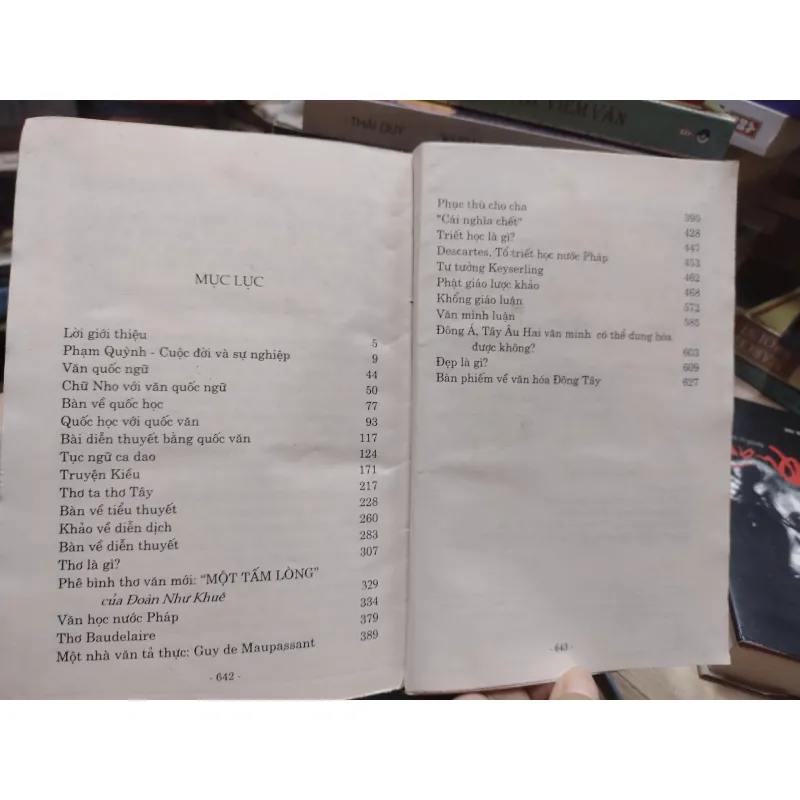 THÁI DUY
VIÊM VĂN
MỤC LỤC
Lời giới thiệu 5
Phạm Quỳnh - Cuộc đời và sự nghiệp 9
Văn quốc ngữ 44
Chữ Nho với văn quốc ngữ 50
Bàn về quốc học 77
Quốc học với quốc văn 93
Bài diễn thuyết bằng quốc văn 117
Tục ngữ ca dao 124
Truyện Kiều 171
Thơ ta thơ Tây 217
Bàn về tiểu thuyết 228
Khảo về diễn dịch 260
Bàn về diễn thuyết 283
Thơ là gì? 307
Phê bình thơ văn mới: "MỘT TẤM LÒNG"
của Đoàn Như Khuê 329
Văn học nước Pháp 334
Thơ Baudelaire 379
Một nhà văn tả thực: Guy de Maupassant 389
- 642 -
Phục thù cho cha 395
"Cái nghĩa chết" 428
Triết học là gì? 447
Descartes, Tổ triết học nước Pháp 453
Tư tưởng Keyserling 462
Phật giáo lược khảo 468
Khổng giáo luận 572
Văn minh luận 585
Đông Á, Tây Âu Hai văn minh có thể dung hòa
được không? 603
Đẹp là gì? 609
Bàn phiếm về văn hóa Đông Tây 627
- 643 -